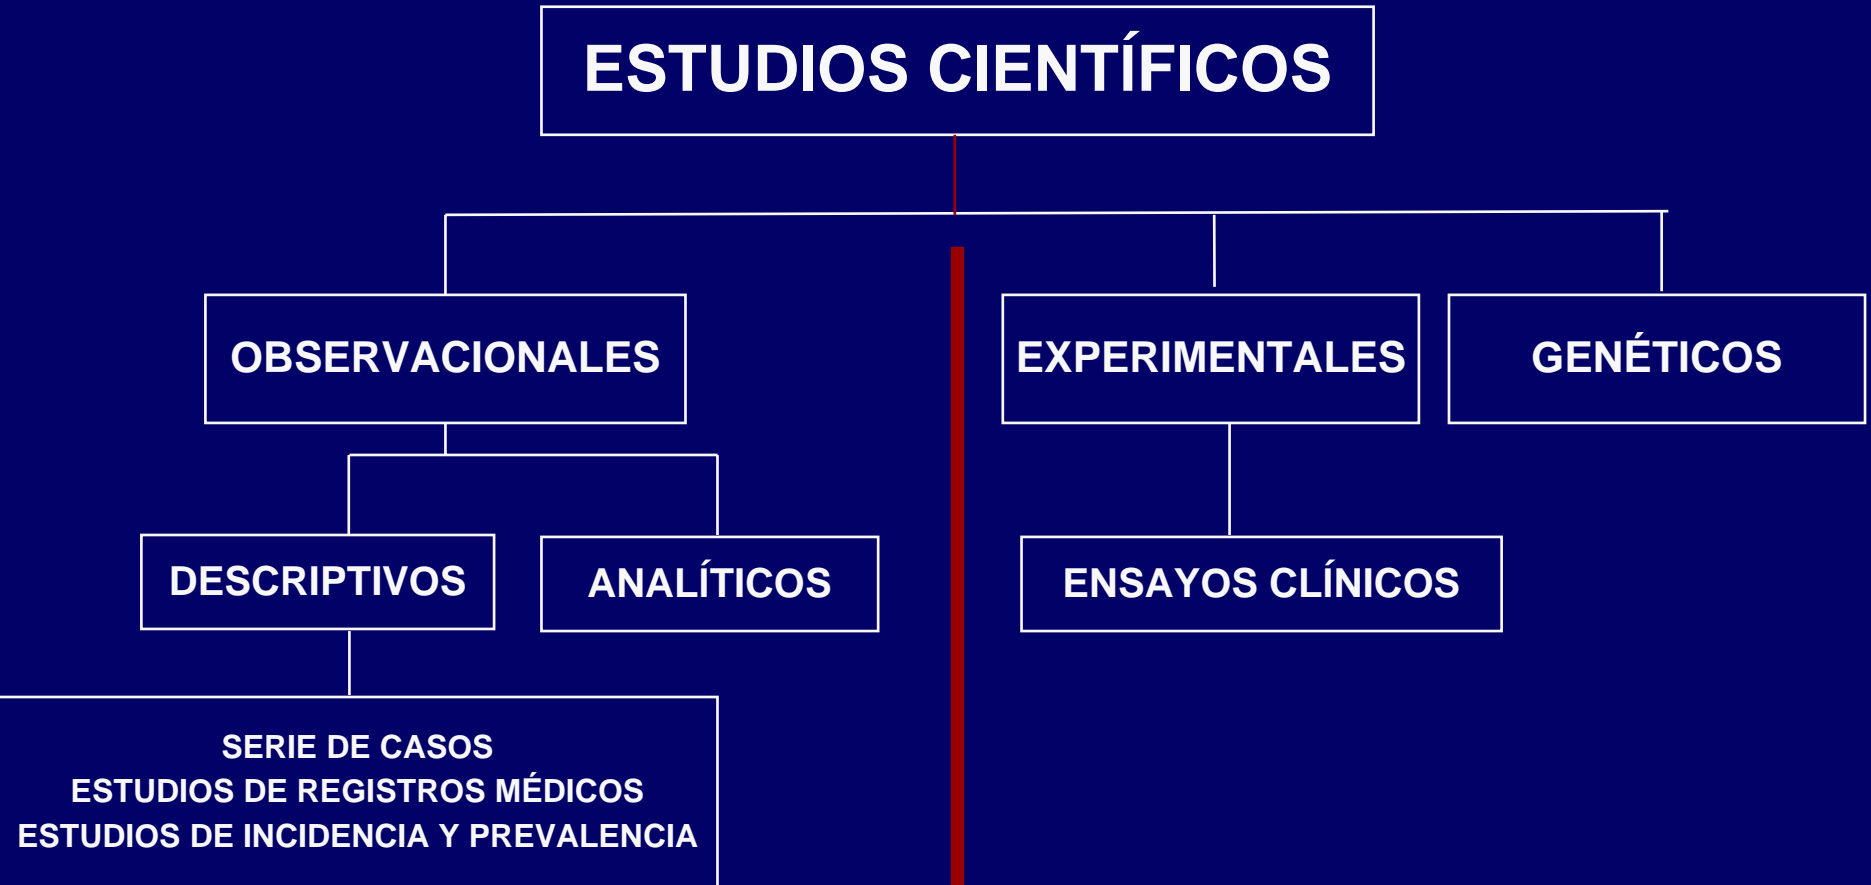 ESTUDIOS CIENTÍFICOS
OBSERVACIONALES
EXPERIMENTALES
GENÉTICOS
DESCRIPTIVOS
ANALÍTICOS
ENSAYOS CLÍNICOS
SERIE DE CASOS
ESTUDIOS DE REGISTROS MÉDICOS
ESTUDIOS DE INCIDENCIA Y PREVALENCIA